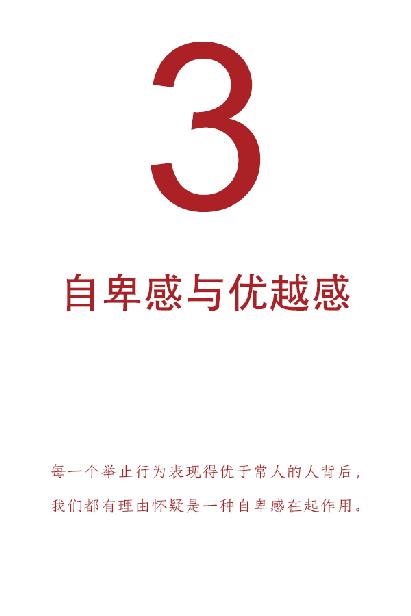 3
自卑感与优越感
每一个举止行为表现得优于常人的人背后，
我们都有理由怀疑是一种自卑感在起作用。